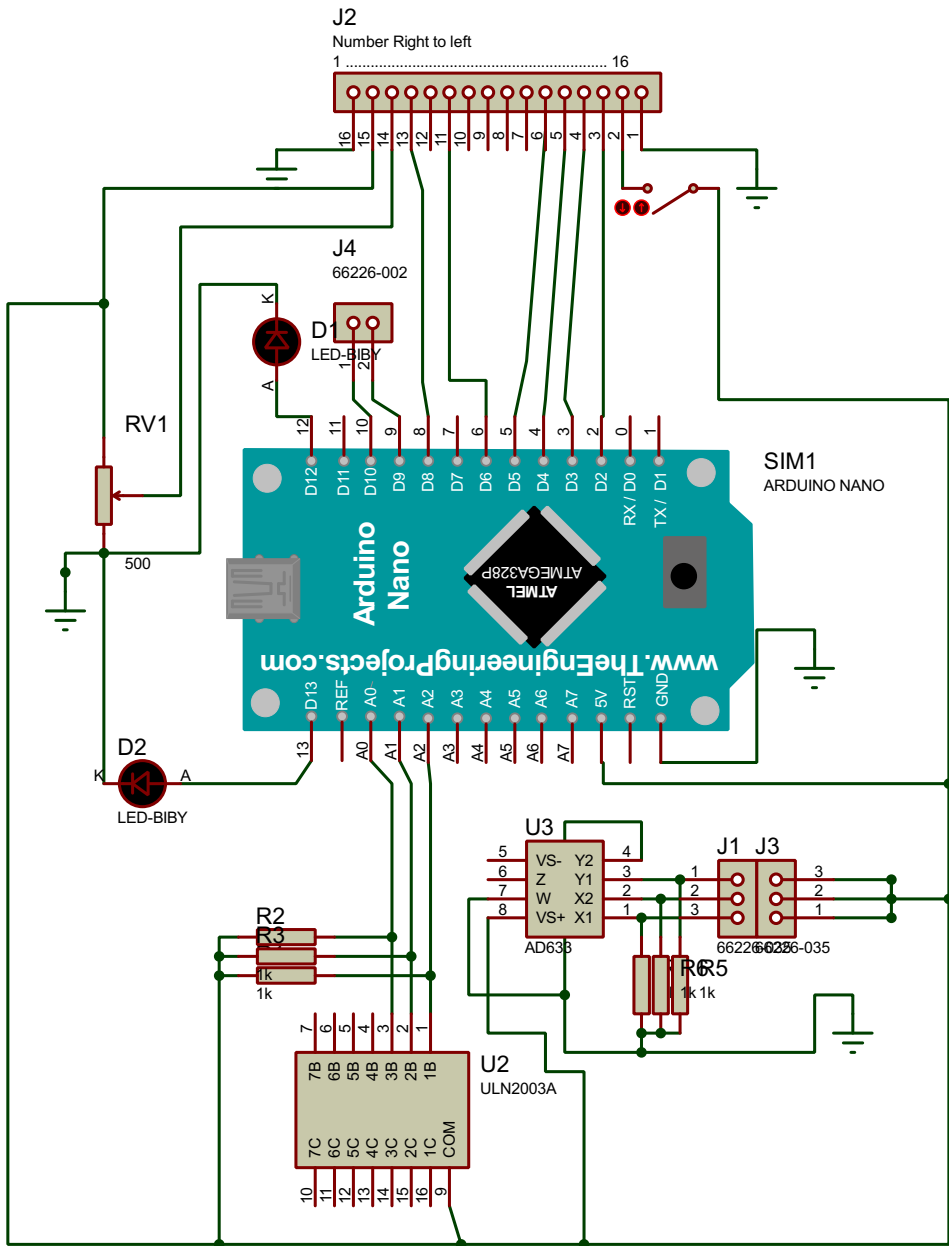 J2
Number Right to left
1 ............................................................... 16
16 15 14 13 12 11 10 9 8 7 6 5 4 3 2 1
J4
66226-002
1 2
K
D1
LED-BIBY
A
RV1
500
12 11 10 9 8 7 6 5 4 3 2 0 1
D12 D11 D10 D9 D8 D7 D6 D5 D4 D3 D2 RX / D0 TX / D1
SIM1
ARDUINO NANO
Arduino
Nano
ATMEL
ATMEGA328P
www.TheEngineeringProjects.com
D13 REF A0 A1 A2 A3 A4 A5 A6 A7 5V RST GND
13 A0 A1 A2 A3 A4 A5 A6 A7
D2
K A
LED-BIBY
U3
5 VS- Y2 4
6 Z Y1 3
7 W X2 2
8 VS+ X1 1
AD633
J1 J3
1 3
2 2
3 1
66226-035
R2
R3
1k
1k
R6 R5
1k 1k
7 6 5 4 3 2 1
7B 6B 5B 4B 3B 2B 1B
U2
ULN2003A
7C 6C 5C 4C 3C 2C 1C COM
10 11 12 13 14 15 16 9